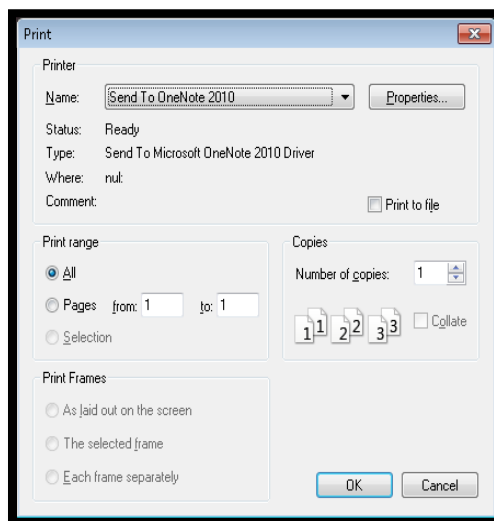 Print
Printer
Name: Send To OneNote 2010 Properties...
Status: Ready
Type: Send To Microsoft OneNote 2010 Driver
Where: nul:
Comment: Print to file
Print range
All
Pages from: 1 to: 1
Selection
Copies
Number of copies: 1
1 1 2 2 3 3 Collate
Print Frames
As laid out on the screen
The selected frame
Each frame separately
OK Cancel